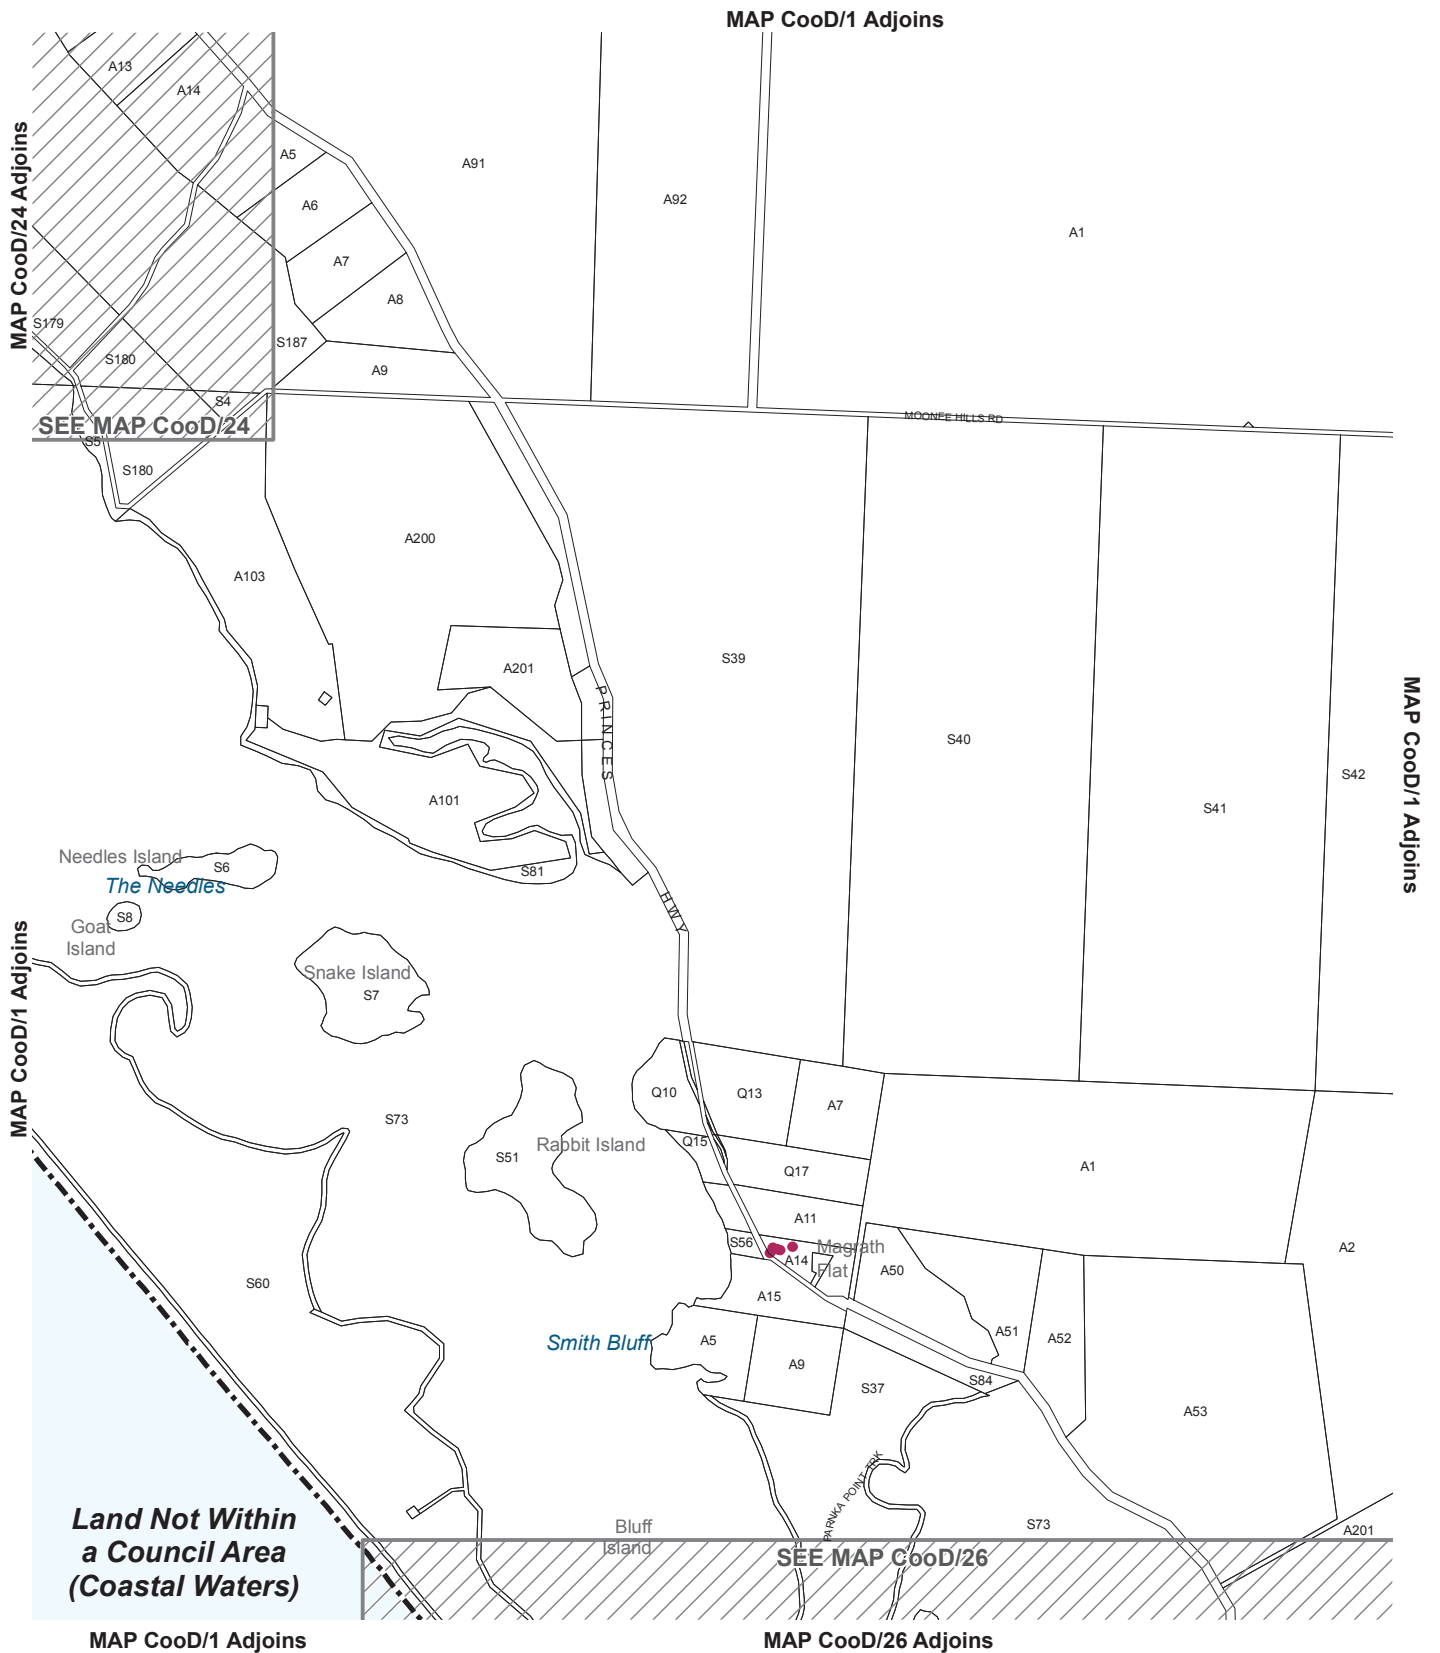 MAP CooD/1 Adjoins
A13
A14
A5
A91
A6
A92
A1
MAP CooD/24 Adjoins
A7
A8
S179
S187
S180
A9
S4
SEE MAP CooD/24
MOONEE HILLS RD
S5
S180
A200
A103
S39
A201
PRINCES
S40
S42
MAP CooD/1 Adjoins
A101
S41
Needles Island
S6
S81
The Needles
S8
HWY
Goat
Island
Snake Island
S7
MAP CooD/1 Adjoins
Q10
Q13
A7
S73
Q15
Rabbit Island
S51
Q17
A1
A11
S56
Magrath
Flat
A14
A2
A50
S60
A15
A51
A52
Smith Bluff
A5
A9
S84
S37
A53
PARNKA POINT TRK
Land Not Within
a Council Area
(Coastal Waters)
Bluff
Island
S73
A201
SEE MAP CooD/26
MAP CooD/1 Adjoins
MAP CooD/26 Adjoins